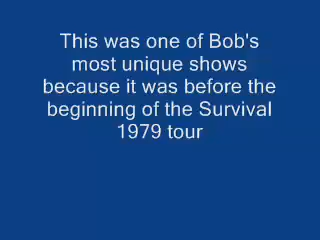 This was one of Bob's
most unique shows
because it was before the
beginning of the Survival
1979 tour